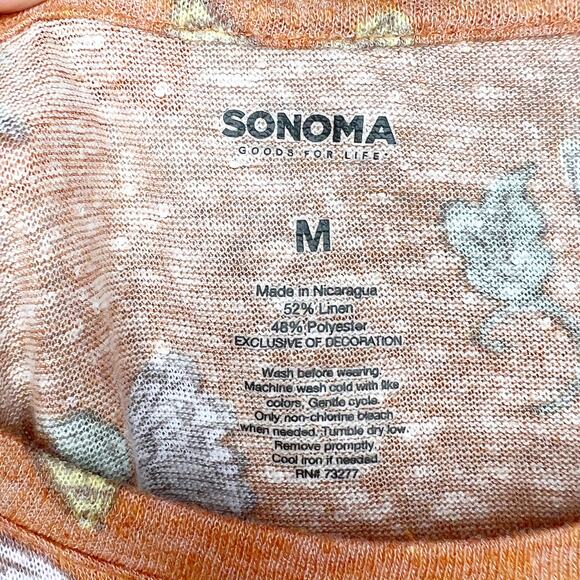 SONOMA
GOODS FOR LIFE
M
Made in Nicaragua
52% Linen
48% Polyester
EXCLUSIVE OF DECORATION
Wash before wearing.
Machine wash cold with like
colors, Gentle cycle.
Only non-chlorine bleach
when needed. Tumble dry low.
Remove promptly.
Cool iron if needed.
RN# 73277